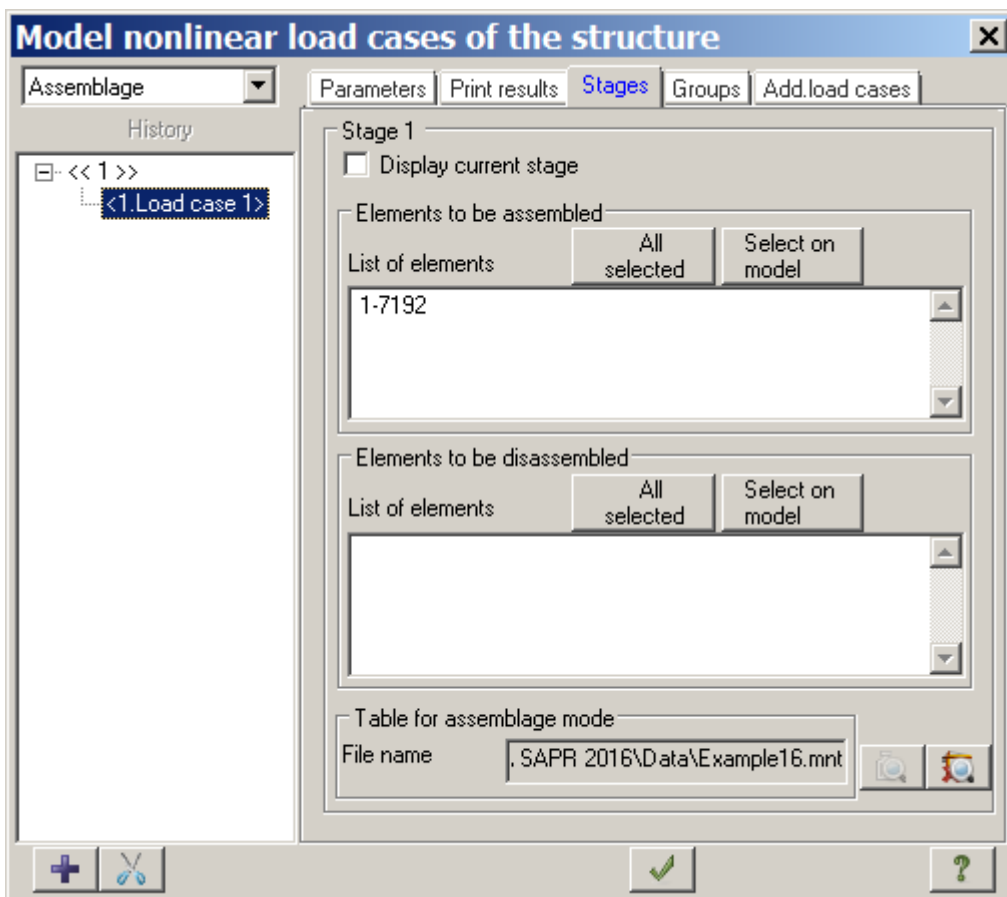 Model nonlinear load cases of the structure
Assemblage
Parameters
Print results
Stages
Groups
Add.load cases
History
<< 1 >>
<1.Load case 1>
Stage 1
Display current stage
Elements to be assembled
List of elements
All
selected
Select on
model
1-7192
Elements to be disassembled
List of elements
All
selected
Select on
model
Table for assemblage mode
File name
. SAPR 2016\Data\Example16.mnt
?